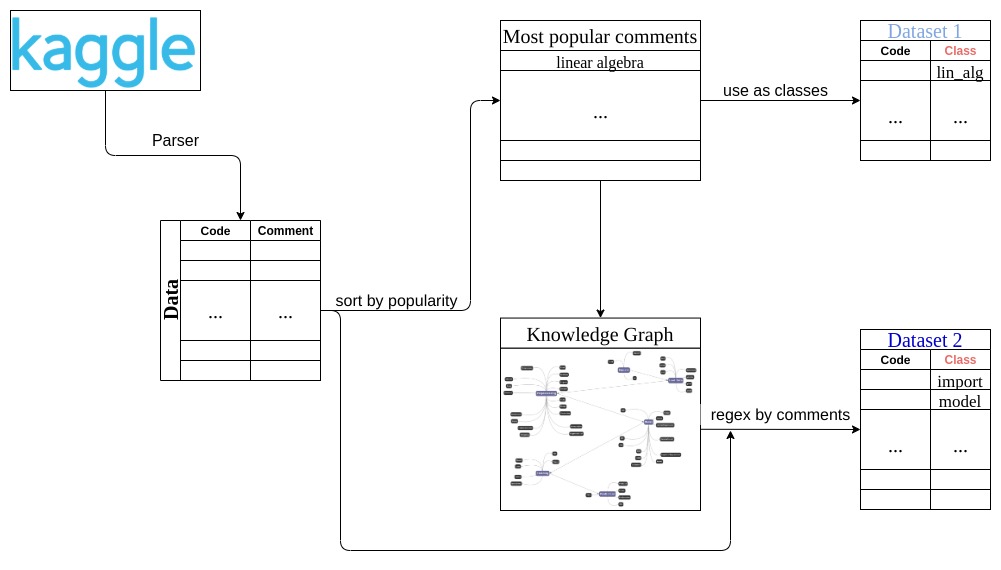 kaggle
Parser
Data
Code Comment
... ...
sort by popularity
Most popular comments
linear algebra
...
use as classes
Dataset 1
Code Class
lin_alg
... ...
Knowledge Graph
regex by comments
Dataset 2
Code Class
import
model
... ...